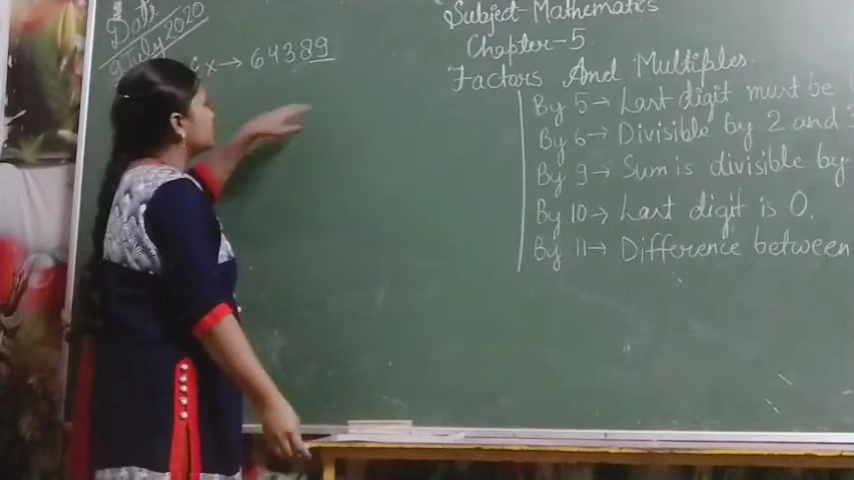 Date
9 July 2020
Subject-Mathematics
Chapter-5
Factors And Multiples
x → 64389
By 5 → Last digit must be
By 6 → Divisible by 2 and
By 9 → Sum is divisible by
By 10 → Last digit is 0.
By 11 → Difference between